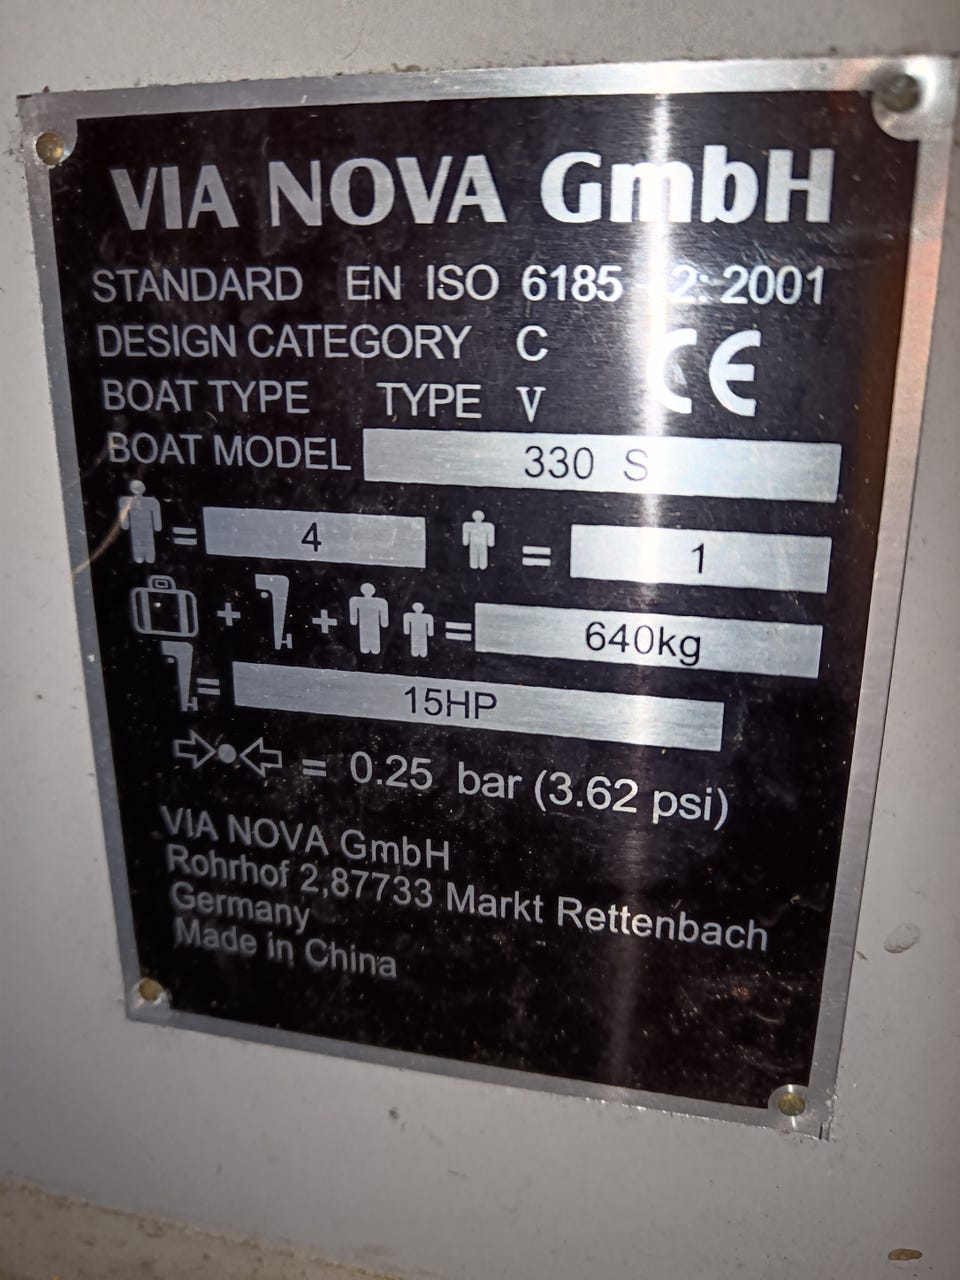 VIA NOVA GmbH
STANDARD EN ISO 6185 2:2001
DESIGN CATEGORY C CE
BOAT TYPE TYPE V
BOAT MODEL 330 S
= 4 = 1
+ + = 640kg
= 15HP
= 0.25 bar (3.62 psi)
VIA NOVA GmbH
Rohrhof 2,87733 Markt Rettenbach
Germany
Made in China